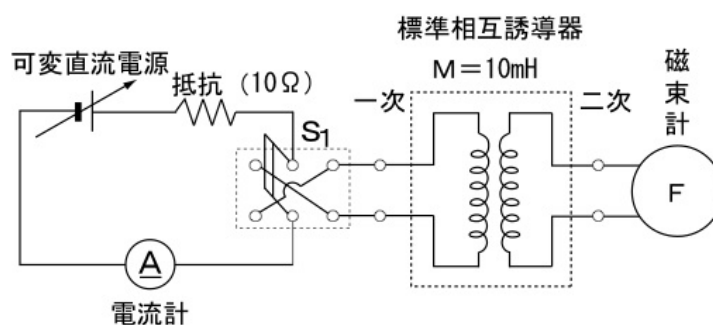 標準相互誘導器
可変直流電源
抵抗（10Ω）
M＝10mH
磁束計
S1
一次
二次
F
A
電流計